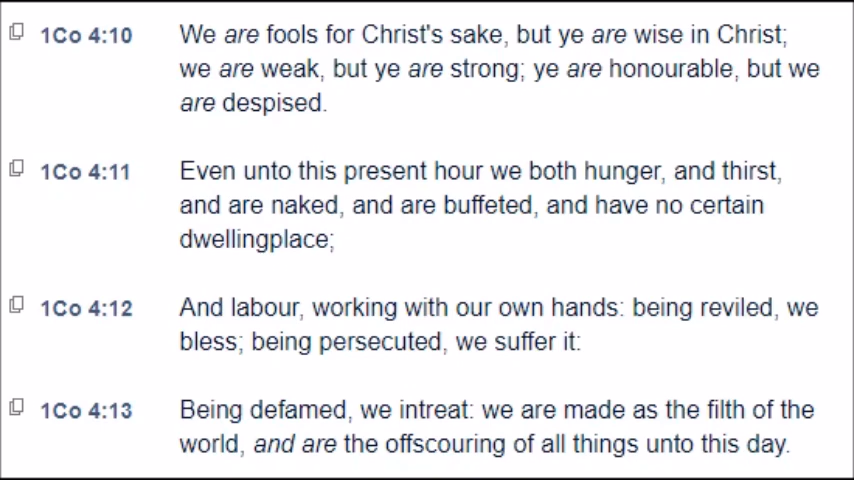 1Co 4:10 We are fools for Christ's sake, but ye are wise in Christ;
we are weak, but ye are strong; ye are honourable, but we
are despised.
1Co 4:11 Even unto this present hour we both hunger, and thirst,
and are naked, and are buffeted, and have no certain
dwellingplace;
1Co 4:12 And labour, working with our own hands: being reviled, we
bless; being persecuted, we suffer it:
1Co 4:13 Being defamed, we intreat: we are made as the filth of the
world, and are the offscouring of all things unto this day.